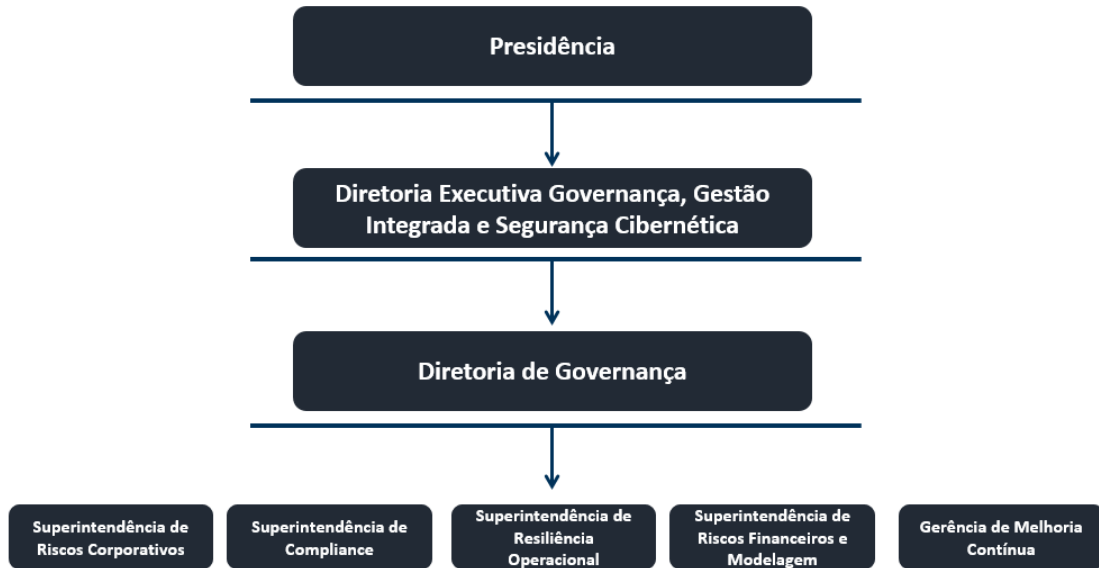 Presidência
Diretoria Executiva Governança, Gestão
Integrada e Segurança Cibernética
Diretoria de Governança
Superintendência de
Riscos Corporativos
Superintendência de
Compliance
Superintendência de
Resiliência
Operacional
Superintendência de
Riscos Financeiros e
Modelagem
Gerência de Melhoria
Contínua